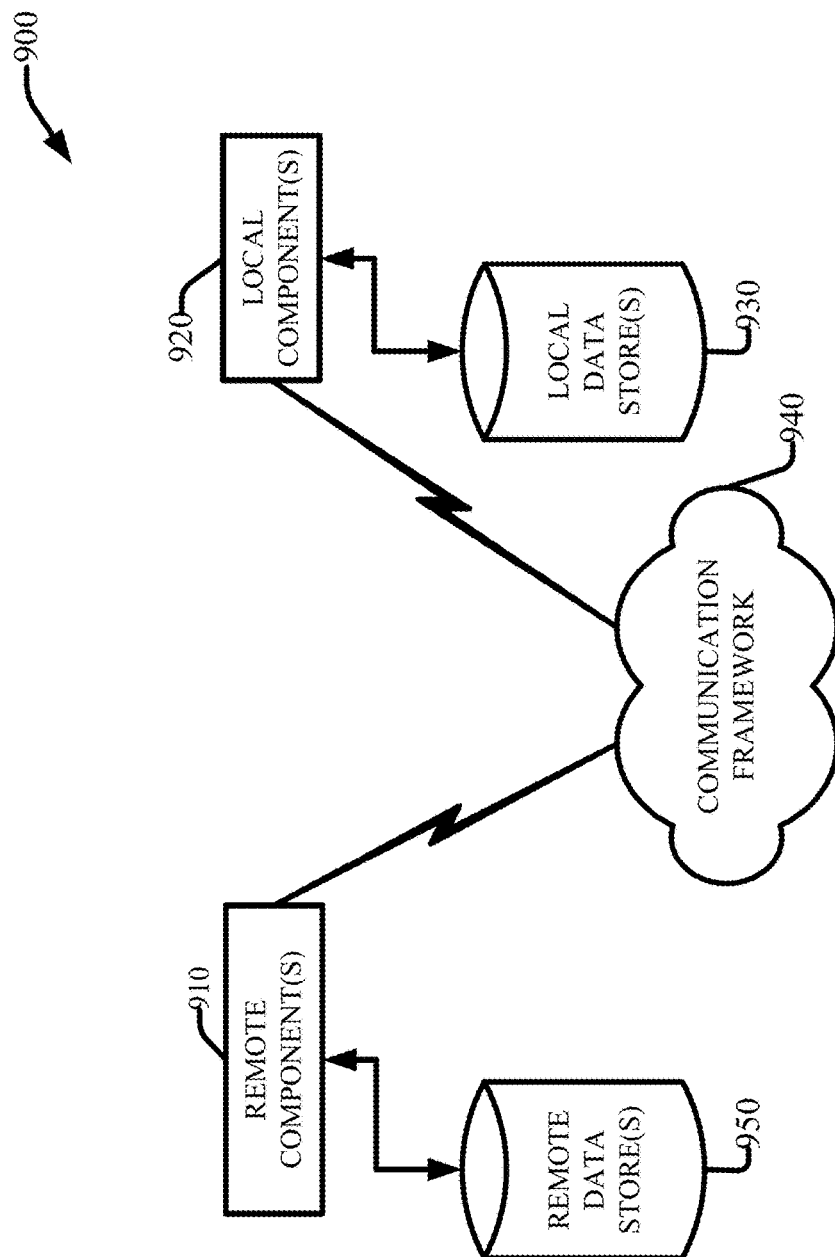 900
910
REMOTE
COMPONENT(S)
920
LOCAL
COMPONENT(S)
REMOTE
DATA
STORE(S)
950
LOCAL
DATA
STORE(S)
930
COMMUNICATION
FRAMEWORK
940